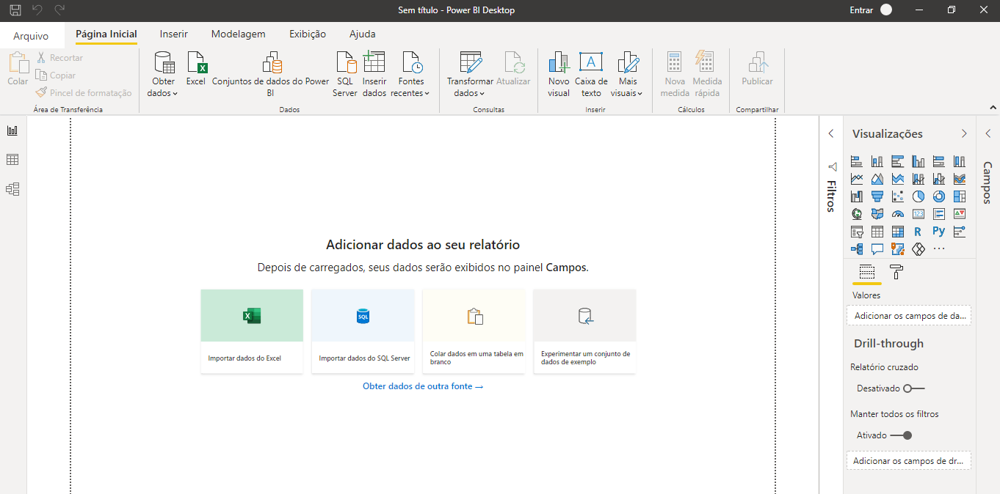 Sem título - Power BI Desktop
Entrar
Arquivo
Página Inicial
Inserir
Modelagem
Exibição
Ajuda
Colar
Recortar
Copiar
Pincel de formatação
Área de Transferência
Obter
dados
Excel
Conjuntos de dados do Power
BI
SQL
Server
Inserir
dados
Fontes
recentes
Dados
Transformar
dados
Atualizar
Consultas
Novo
visual
Caixa de
texto
Mais
visuais
Inserir
Nova
medida
Medida
rápida
Cálculos
Publicar
Compartilhar
Adicionar dados ao seu relatório
Depois de carregados, seus dados serão exibidos no painel Campos.
Importar dados do Excel
SQL
Importar dados do SQL Server
Colar dados em uma tabela em
branco
Experimentar um conjunto de
dados de exemplo
Obter dados de outra fonte →
Filtros
Visualizações
123
R
Py
...
Valores
Adicionar os campos de da...
Drill-through
Relatório cruzado
Desativado
Manter todos os filtros
Ativado
Adicionar os campos de dr...
Campos